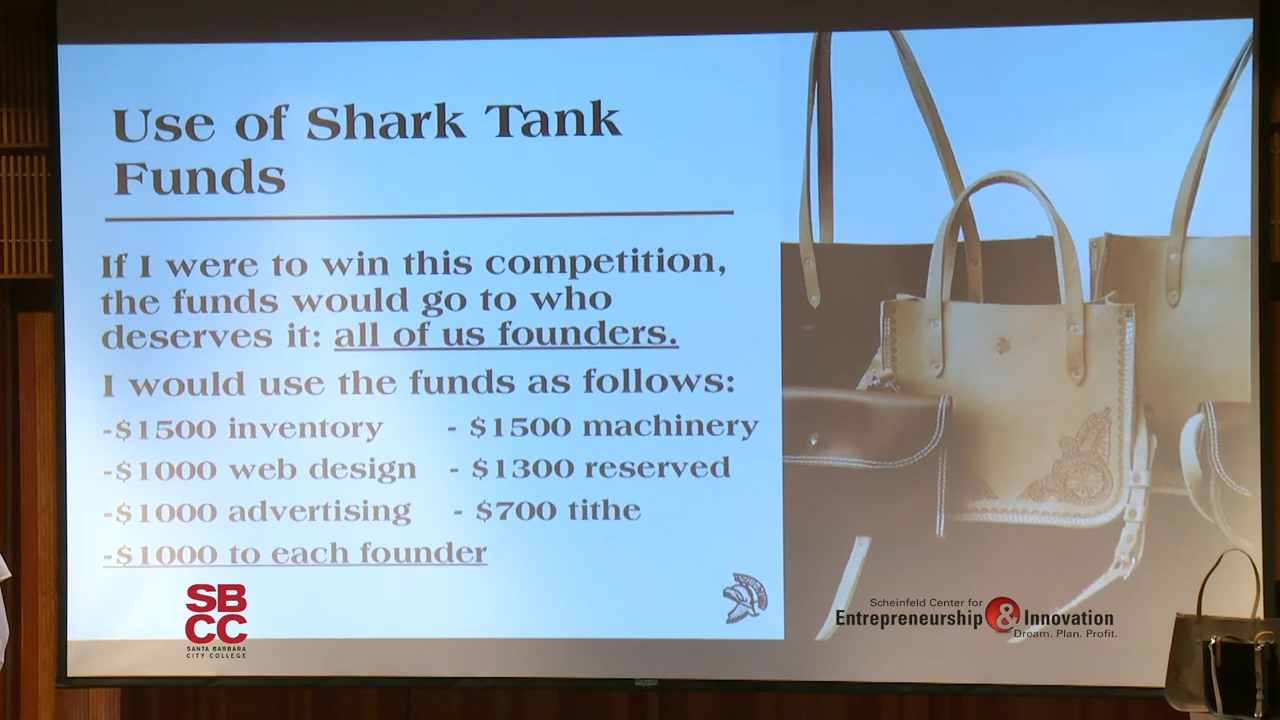 Use of Shark Tank
Funds
If I were to win this competition,
the funds would go to who
deserves it: all of us founders.
I would use the funds as follows:
-$1500 inventory - $1500 machinery
-$1000 web design - $1300 reserved
-$1000 advertising - $700 tithe
-$1000 to each founder
SB
CC
SANTA BARBARA
CITY COLLEGE
Scheinfeld Center for
Entrepreneurship & Innovation
Dream. Plan. Profit.